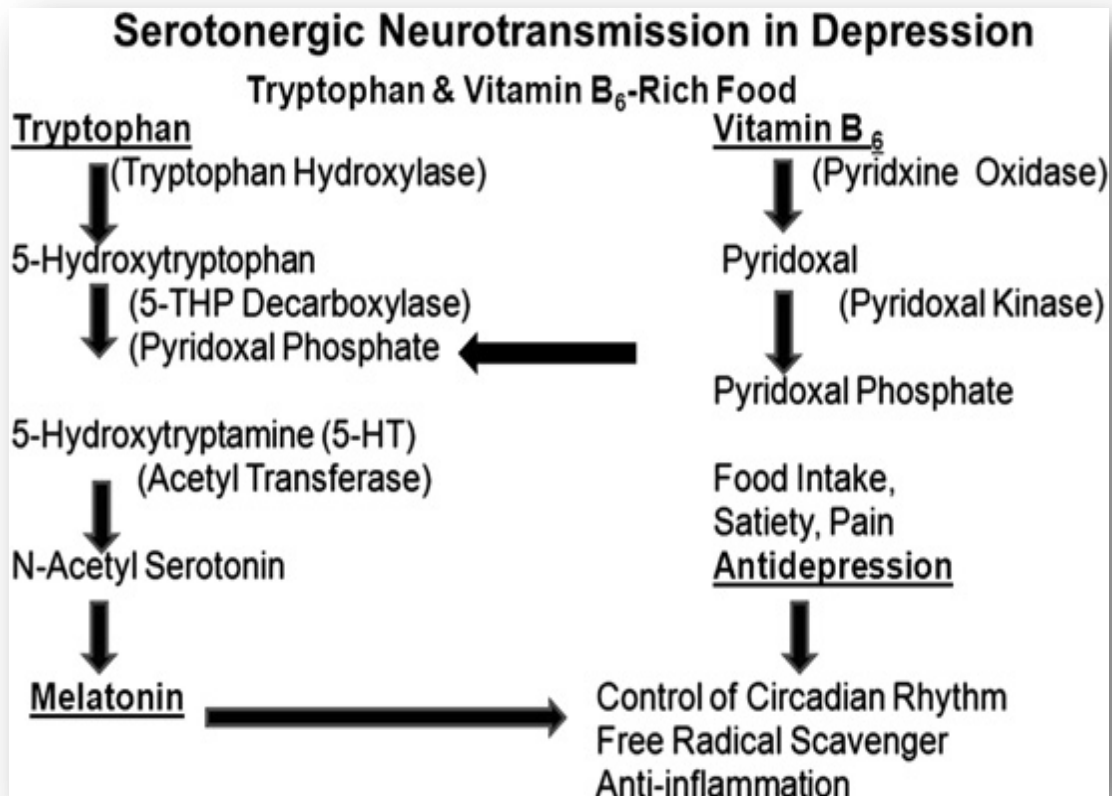 Serotonergic Neurotransmission in Depression
Tryptophan & Vitamin B6-Rich Food
Tryptophan
(Tryptophan Hydroxylase)
5-Hydroxytryptophan
(5-THP Decarboxylase)
(Pyridoxal Phosphate
5-Hydroxytryptamine (5-HT)
(Acetyl Transferase)
N-Acetyl Serotonin
Melatonin
Vitamin B6
(Pyridxine Oxidase)
Pyridoxal
(Pyridoxal Kinase)
Pyridoxal Phosphate
Food Intake,
Satiety, Pain
Antidepression
Control of Circadian Rhythm
Free Radical Scavenger
Anti-inflammation